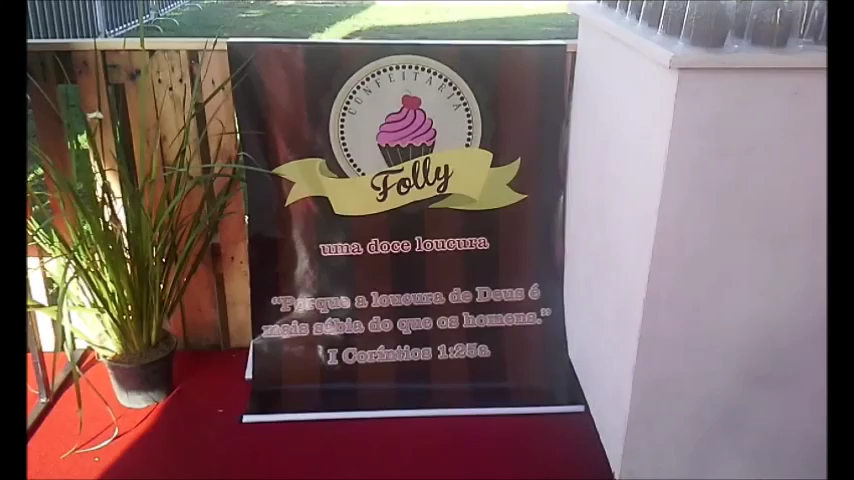 CONFEITARIA
Folly
uma doce loucura
“Porque a loucura de Deus é
mais sábia do que os homens.”
I Coríntios 1:25a